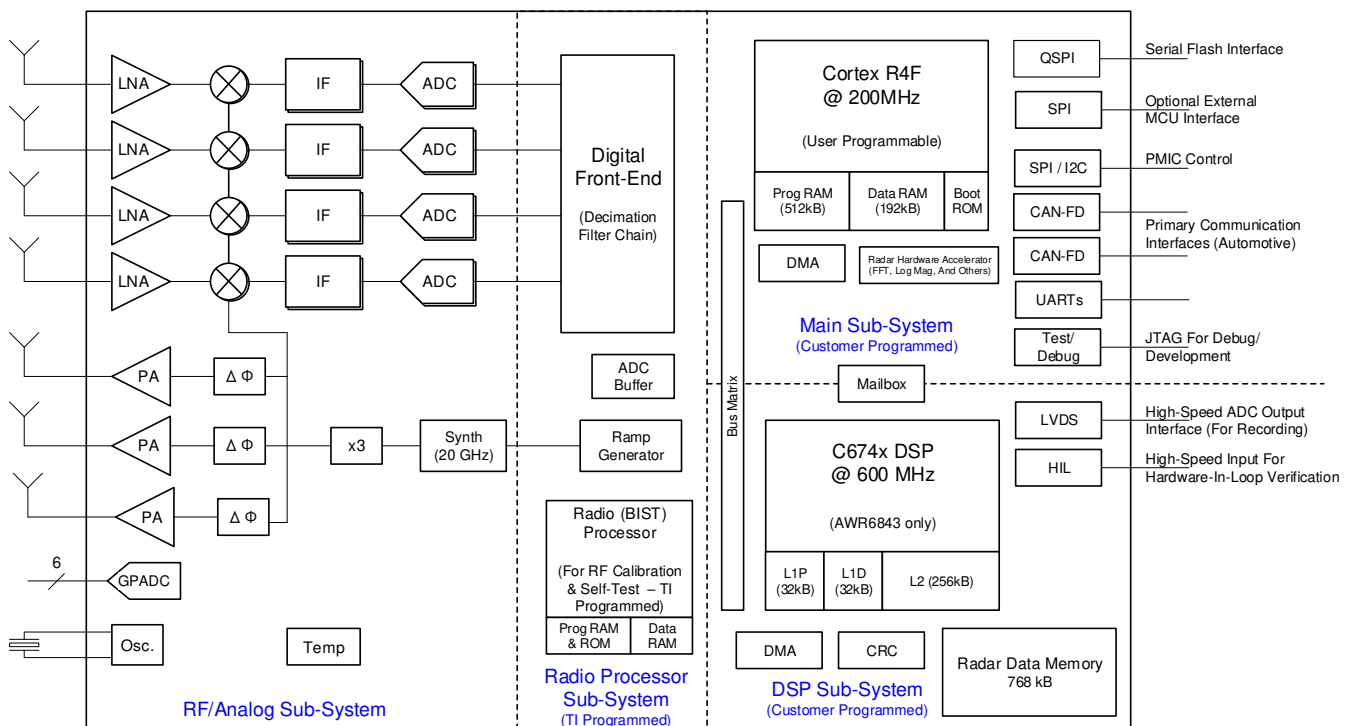 LNA
IF
ADC
LNA
IF
ADC
LNA
IF
ADC
LNA
IF
ADC
PA
Δ Φ
PA
Δ Φ
x3
Synth
(20 GHz)
PA
Δ Φ
6
GPADC
Osc.
Temp
RF/Analog Sub-System
Digital
Front-End
(Decimation
Filter Chain)
ADC
Buffer
Ramp
Generator
Radio (BIST)
Processor
(For RF Calibration
& Self-Test – TI
Programmed)
Prog RAM
& ROM
Data
RAM
Radio Processor
Sub-System
(TI Programmed)
Bus Matrix
Cortex R4F
@ 200MHz
(User Programmable)
Prog RAM
(512kB)
Data RAM
(192kB)
Boot
ROM
DMA
Radar Hardware Accelerator
(FFT, Log Mag, And Others)
Main Sub-System
(Customer Programmed)
Mailbox
C674x DSP
@ 600 MHz
(AWR6843 only)
L1P
(32kB)
L1D
(32kB)
L2 (256kB)
DMA
CRC
Radar Data Memory
768 kB
DSP Sub-System
(Customer Programmed)
QSPI
Serial Flash Interface
SPI
Optional External
MCU Interface
SPI / I2C
PMIC Control
CAN-FD
CAN-FD
Primary Communication
Interfaces (Automotive)
UARTs
Test/
Debug
JTAG For Debug/
Development
LVDS
High-Speed ADC Output
Interface (For Recording)
HIL
High-Speed Input For
Hardware-In-Loop Verification